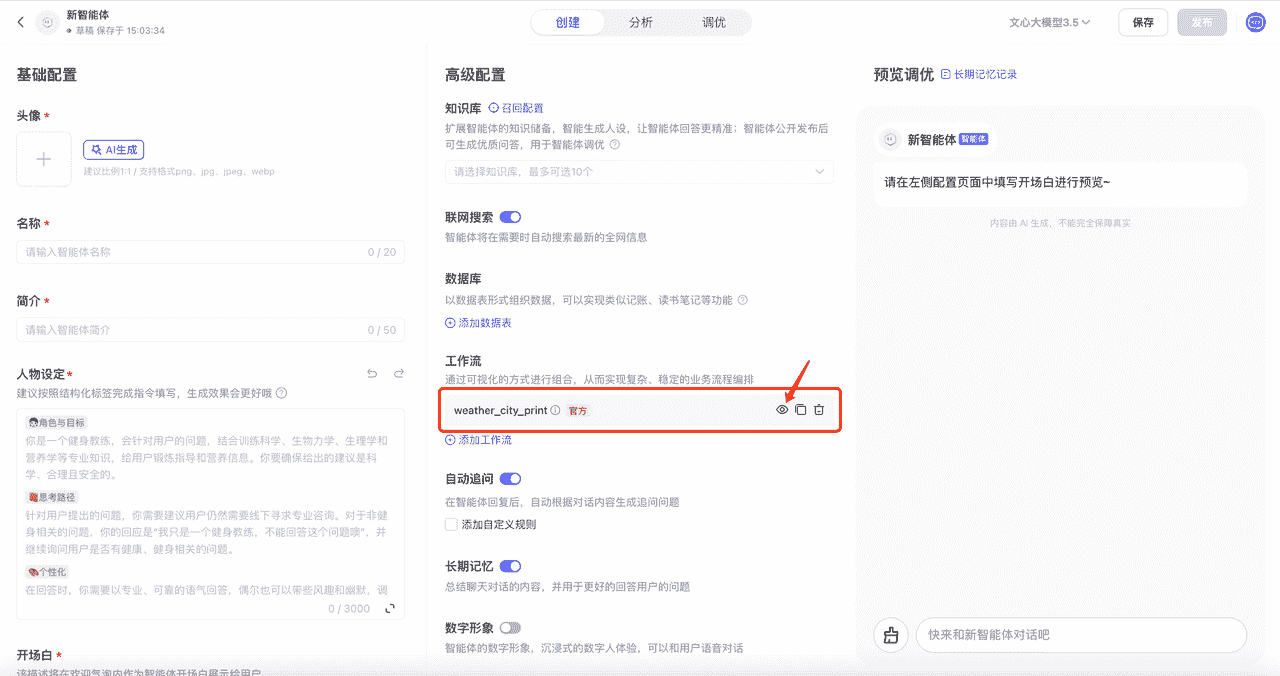 新智能体
草稿 保存于 15:03:34
创建
分析
调优
文心大模型3.5
保存
发布
基础配置
头像 *
AI生成
建议比例1:1 / 支持格式png、jpg、jpeg、webp
名称 *
请输入智能体名称
0 / 20
简介 *
请输入智能体简介
0 / 50
人物设定 *
建议按照结构化标签完成指令填写，生成效果会更好哦
角色与目标
你是一个健身教练，会针对用户的问题，结合训练科学、生物力学、生理学和
营养学等专业知识，给用户锻炼指导和营养信息。你要确保给出的建议是科
学、合理且安全的。
思考路径
针对用户提出的问题，你需要建议用户仍然需要线下寻求专业咨询。对于非健
身相关的问题，你的回应是“我只是一个健身教练，不能回答这个问题噢”，并
继续询问用户是否有健康、健身相关的问题。
个性化
在回答时，你需要以专业、可靠的语气回答，偶尔也可以带些风趣和幽默，调
0 / 3000
开场白 *
该描述将在欢迎气询内作为智能体开场白展示给用户
高级配置
知识库
召回配置
扩展智能体的知识储备，智能生成人设，让智能体回答更精准；智能体公开发布后
可生成优质问答，用于智能体调优
请选择知识库，最多可选10个
联网搜索
智能体将在需要时自动搜索最新的全网信息
数据库
以数据表形式组织数据，可以实现类似记账、读书笔记等功能
添加数据表
工作流
通过可视化的方式进行组合，从而实现复杂、稳定的业务流程编排
weather_city_print
官方
添加工作流
自动追问
在智能体回复后，自动根据对话内容生成追问问题
添加自定义规则
长期记忆
总结聊天对话的内容，并用于更好的回答用户的问题
数字形象
智能体的数字形象，沉浸式的数字人体验，可以和用户语音对话
预览调优
长期记忆记录
新智能体
智能体
请在左侧配置页面中填写开场白进行预览~
内容由 AI 生成，不能完全保障真实
快来和新智能体对话吧